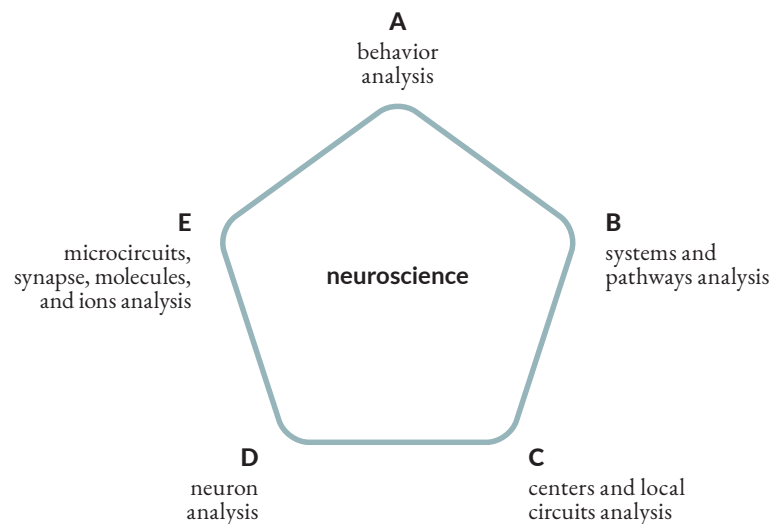 A
behavior
analysis
E
microcircuits,
synapse, molecules,
and ions analysis
neuroscience
B
systems and
pathways analysis
D
neuron
analysis
C
centers and local
circuits analysis